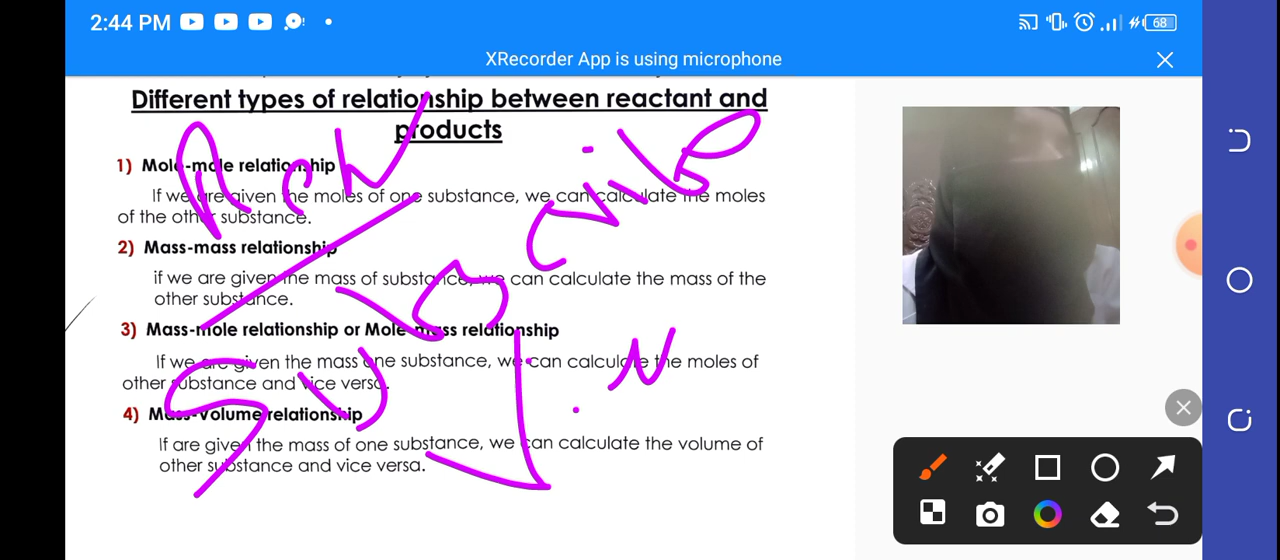 2:44 PM
68
XRecorder App is using microphone
Different types of relationship between reactant and
products
1) Mole-mole relationship
If we are given the moles of one substance, we can calculate the moles
of the other substance.
2) Mass-mass relationship
if we are given the mass of substance, we can calculate the mass of the
other substance.
3) Mass-mole relationship or Mole-mass relationship
If we are given the mass one substance, we can calculate the moles of
other substance and vice versa.
4) Mass-Volume relationship
If are given the mass of one substance, we can calculate the volume of
other substance and vice versa.